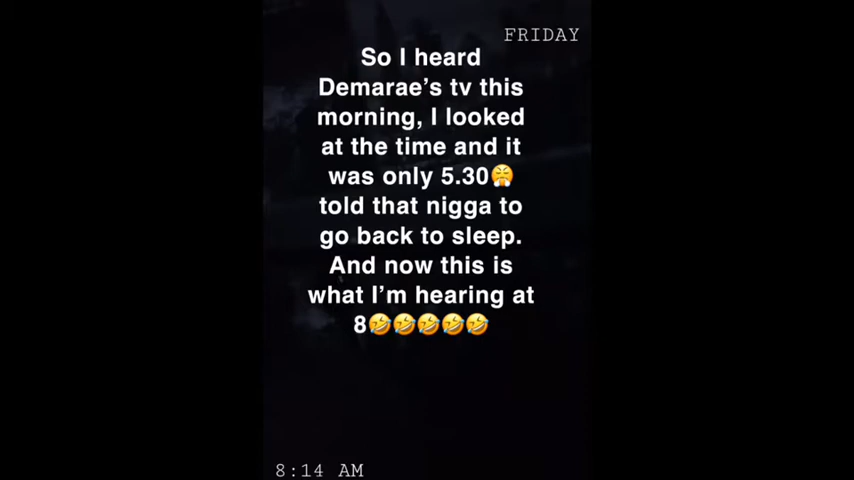 FRIDAY
So I heard
Demarae's tv this
morning, I looked
at the time and it
was only 5.30😤
told that nigga to
go back to sleep.
And now this is
what I'm hearing at
8🤣🤣🤣🤣🤣
8:14 AM